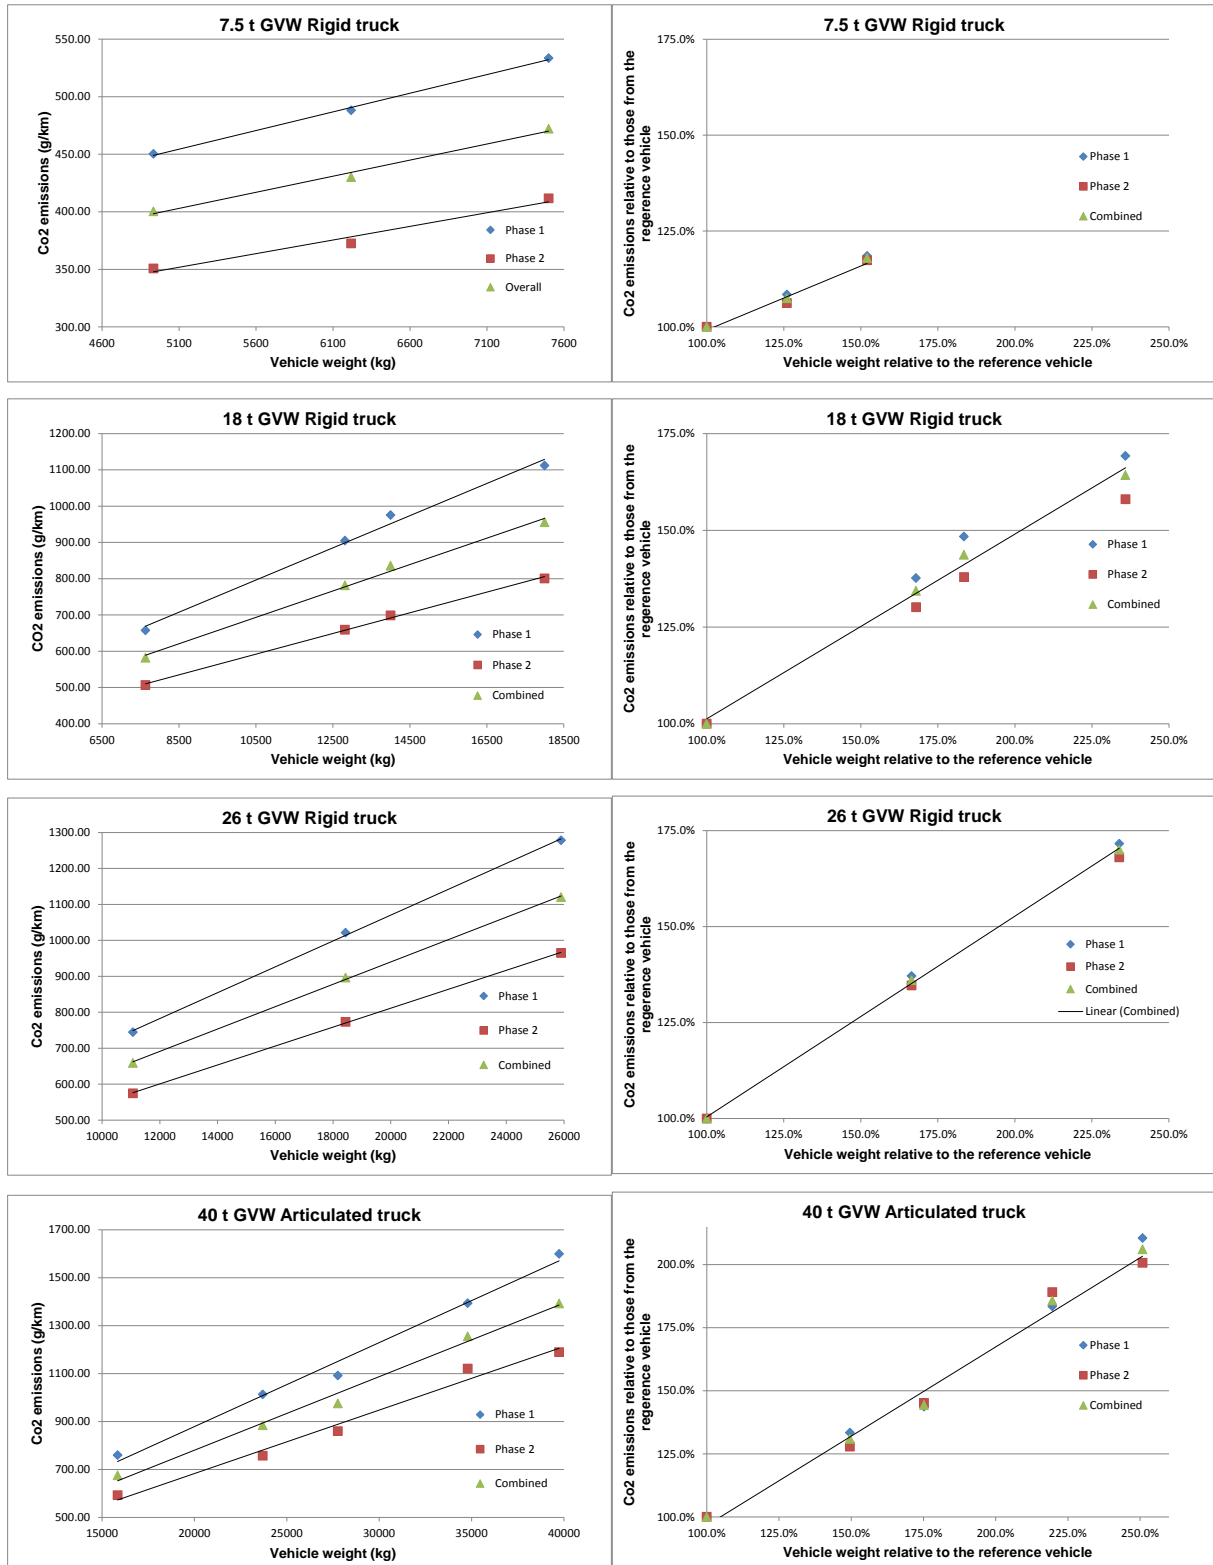 7.5 t GVW Rigid truck
550.00
500.00
450.00
400.00
350.00
300.00
4600 5100 5600 6100 6600 7100 7600
Co2 emissions (g/km)
Vehicle weight (kg)
Phase 1
Phase 2
Overall
7.5 t GVW Rigid truck
175.0%
150.0%
125.0%
100.0%
100.0% 125.0% 150.0% 175.0% 200.0% 225.0% 250.0%
Co2 emissions relative to those from the
regerence vehicle
Vehicle weight relative to the reference vehicle
Phase 1
Phase 2
Combined
18 t GVW Rigid truck
1200.00
1100.00
1000.00
900.00
800.00
700.00
600.00
500.00
400.00
6500 8500 10500 12500 14500 16500 18500
CO2 emissions (g/km)
Vehicle weight (kg)
Phase 1
Phase 2
Combined
18 t GVW Rigid truck
175.0%
150.0%
125.0%
100.0%
100.0% 125.0% 150.0% 175.0% 200.0% 225.0% 250.0%
Co2 emissions relative to those from the
regerence vehicle
Vehicle weight relative to the reference vehicle
Phase 1
Phase 2
Combined
26 t GVW Rigid truck
1300.00
1200.00
1100.00
1000.00
900.00
800.00
700.00
600.00
500.00
10000 12000 14000 16000 18000 20000 22000 24000 26000
Co2 emissions (g/km)
Vehicle weight (kg)
Phase 1
Phase 2
Combined
26 t GVW Rigid truck
175.0%
150.0%
125.0%
100.0%
100.0% 125.0% 150.0% 175.0% 200.0% 225.0% 250.0%
Co2 emissions relative to those from the
regerence vehicle
Vehicle weight relative to the reference vehicle
Phase 1
Phase 2
Combined
Linear (Combined)
40 t GVW Articulated truck
1700.00
1500.00
1300.00
1100.00
900.00
700.00
500.00
15000 20000 25000 30000 35000 40000
Co2 emissions (g/km)
Vehicle weight (kg)
Phase 1
Phase 2
Combined
40 t GVW Articulated truck
200.0%
175.0%
150.0%
125.0%
100.0%
100.0% 125.0% 150.0% 175.0% 200.0% 225.0% 250.0%
Co2 emissions relative to those from the
regerence vehicle
Vehicle weight relative to the reference vehicle
Phase 1
Phase 2
Combined